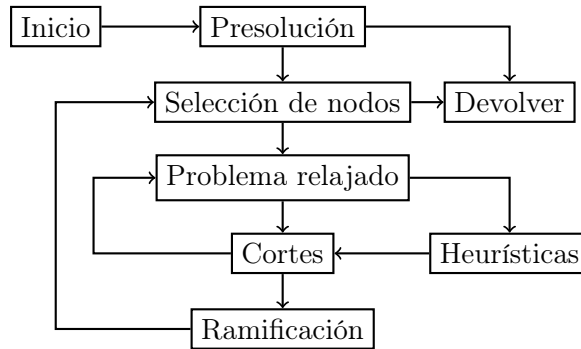 Inicio
Presolución
Selección de nodos
Devolver
Problema relajado
Cortes
Heurísticas
Ramificación